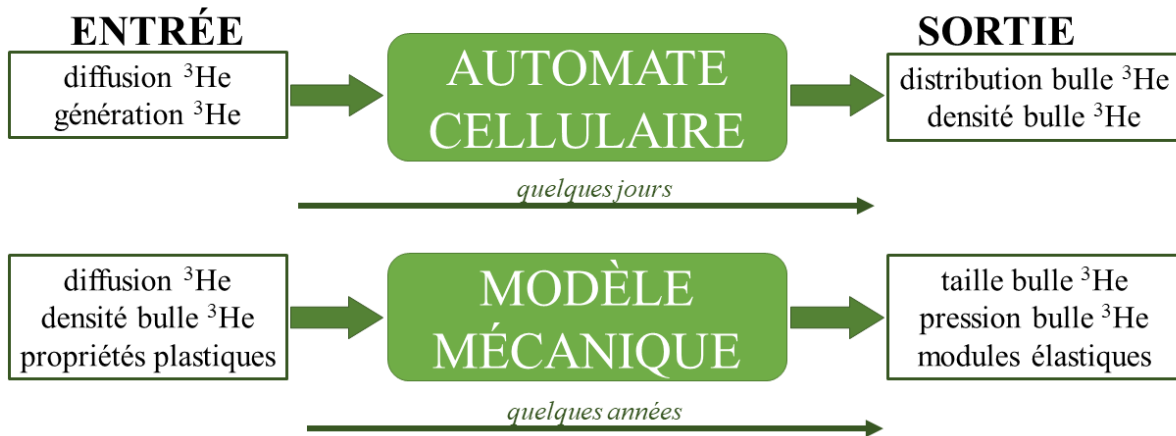 ENTRÉE
SORTIE
diffusion ³He
génération ³He
AUTOMATE
CELLULAIRE
distribution bulle ³He
densité bulle ³He
quelques jours
diffusion ³He
densité bulle ³He
propriétés plastiques
MODÈLE
MÉCANIQUE
taille bulle ³He
pression bulle ³He
modules élastiques
quelques années